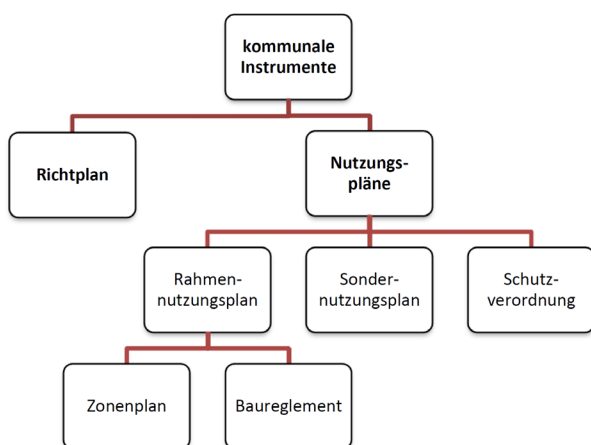 kommunale
Instrumente
Richtplan
Nutzungs-
pläne
Rahmen-
nutzungsplan
Sonder-
nutzungsplan
Schutz-
verordnung
Zonenplan
Baureglement